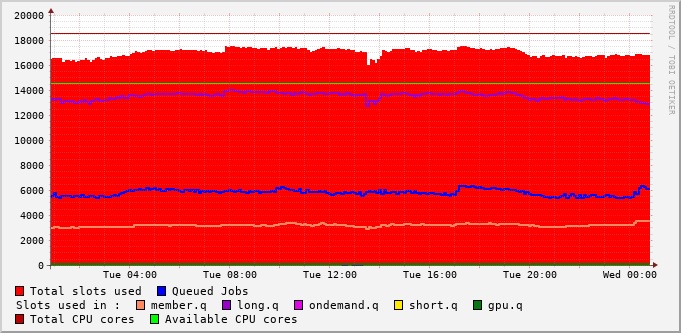 20000
18000
16000
14000
12000
10000
8000
6000
4000
2000
0
Tue 04:00 Tue 08:00 Tue 12:00 Tue 16:00 Tue 20:00 Wed 00:00
Total slots used Queued Jobs
Slots used in : member.q long.q ondemand.q short.q gpu.q
Total CPU cores Available CPU cores
RRDTOOL / TOBI OETIKER